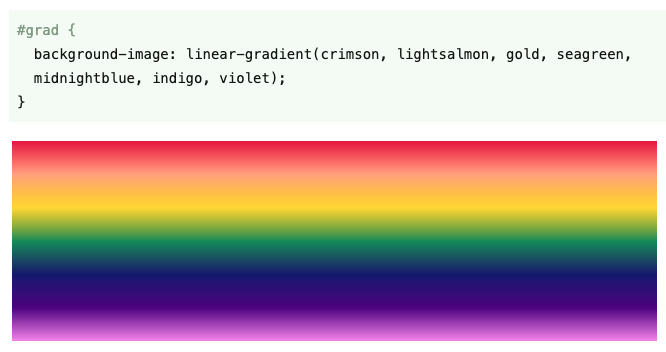 #grad {
  background-image: linear-gradient(crimson, lightsalmon, gold, seagreen,
  midnightblue, indigo, violet);
}